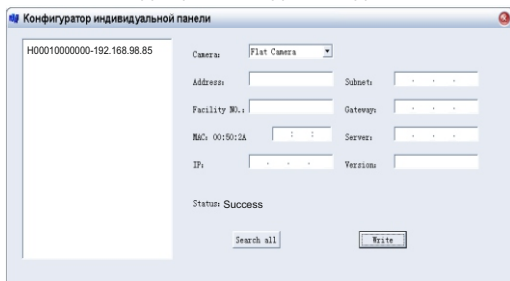 Конфигуратор индивидуальной панели
H00010000000-192.168.98.85
Camera: Flat Camera
Address: Subnet:
Facility NO.: Gateway:
MAC: 00:50:2A : : Server:
IP: Version:
Status: Success
Search all Write